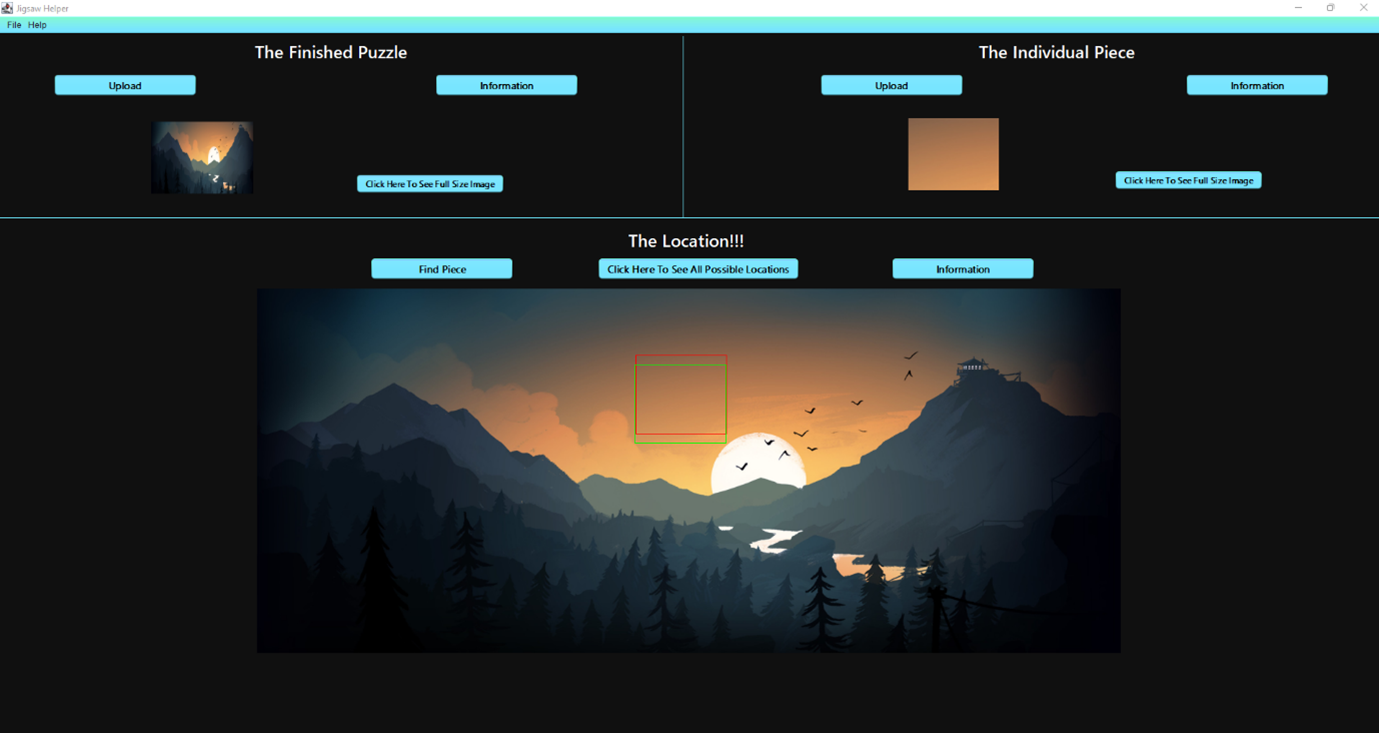 Jigsaw Helper
File Help
The Finished Puzzle
The Individual Piece
Upload
Information
Upload
Information
Click Here To See Full Size Image
Click Here To See Full Size Image
The Location!!!
Find Piece
Click Here To See All Possible Locations
Information